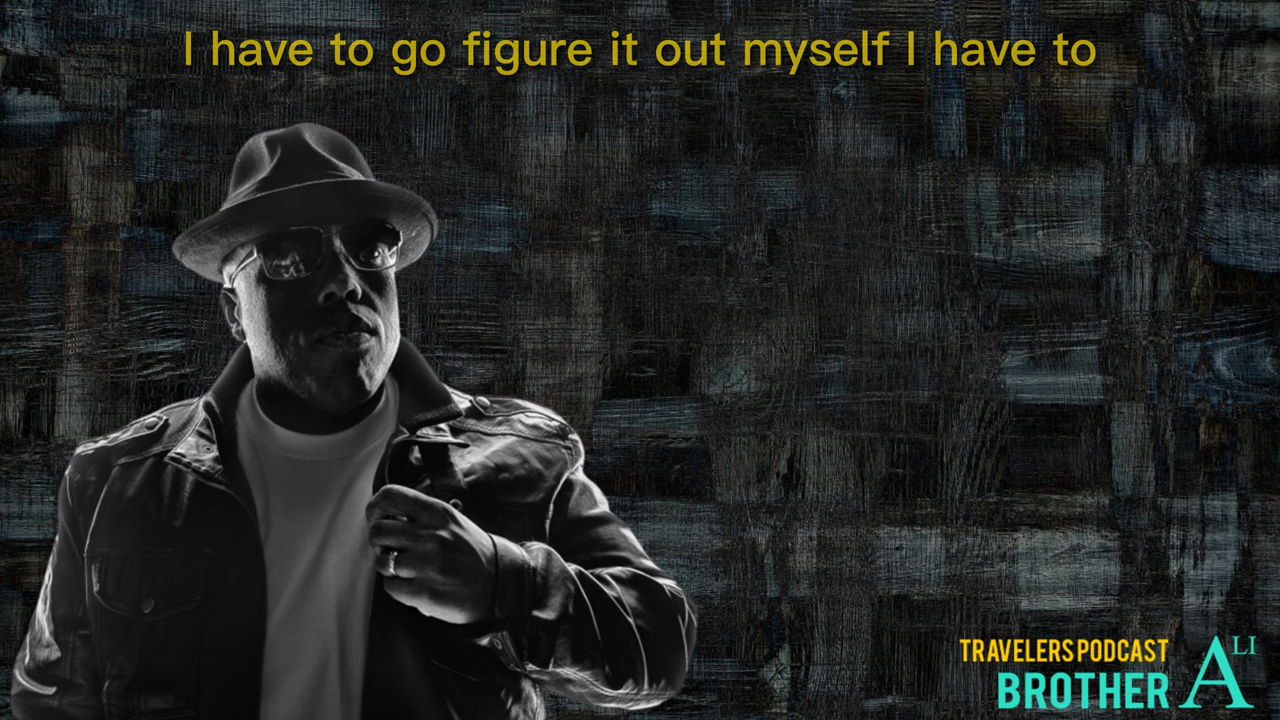 I have to go figure it out myself I have to
TRAVELERS PODCAST
BROTHER ALI